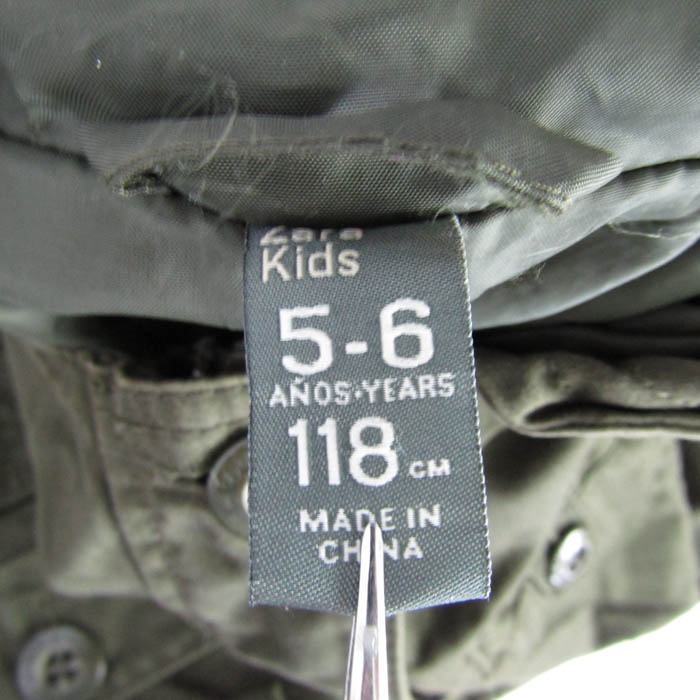 Zara
Kids
5-6
AÑOS·YEARS
118 CM
MADE IN
CHINA